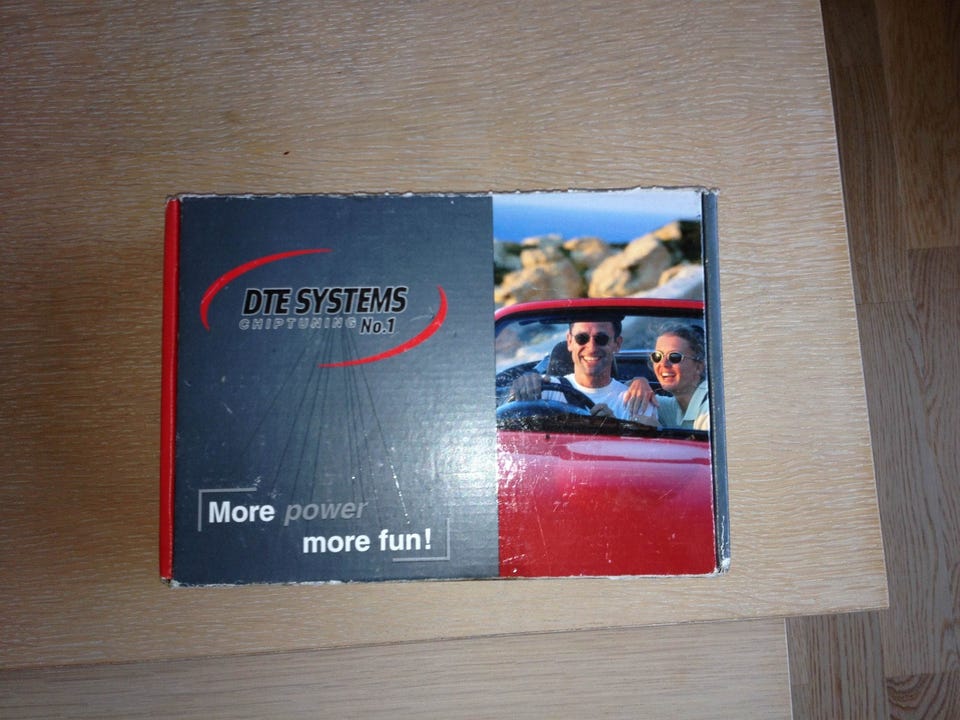 DTE SYSTEMS
CHIPTUNING No.1
More power
more fun!